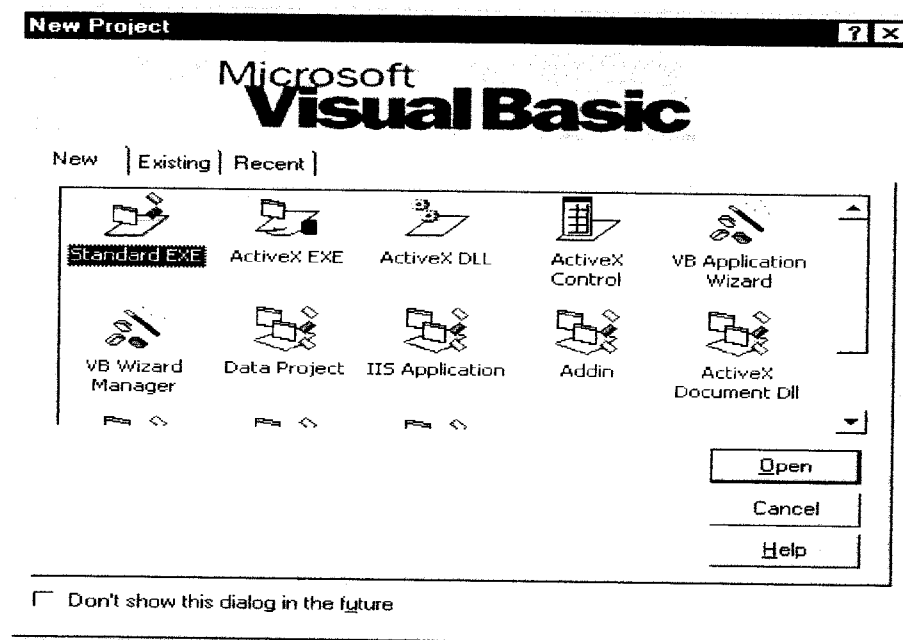 New Project
Microsoft
Visual Basic
New Existing Recent
Standard EXE ActiveX EXE ActiveX DLL ActiveX Control VB Application Wizard
VB Wizard Manager Data Project IIS Application Addin ActiveX Document Dll
Open
Cancel
Help
Don't show this dialog in the future